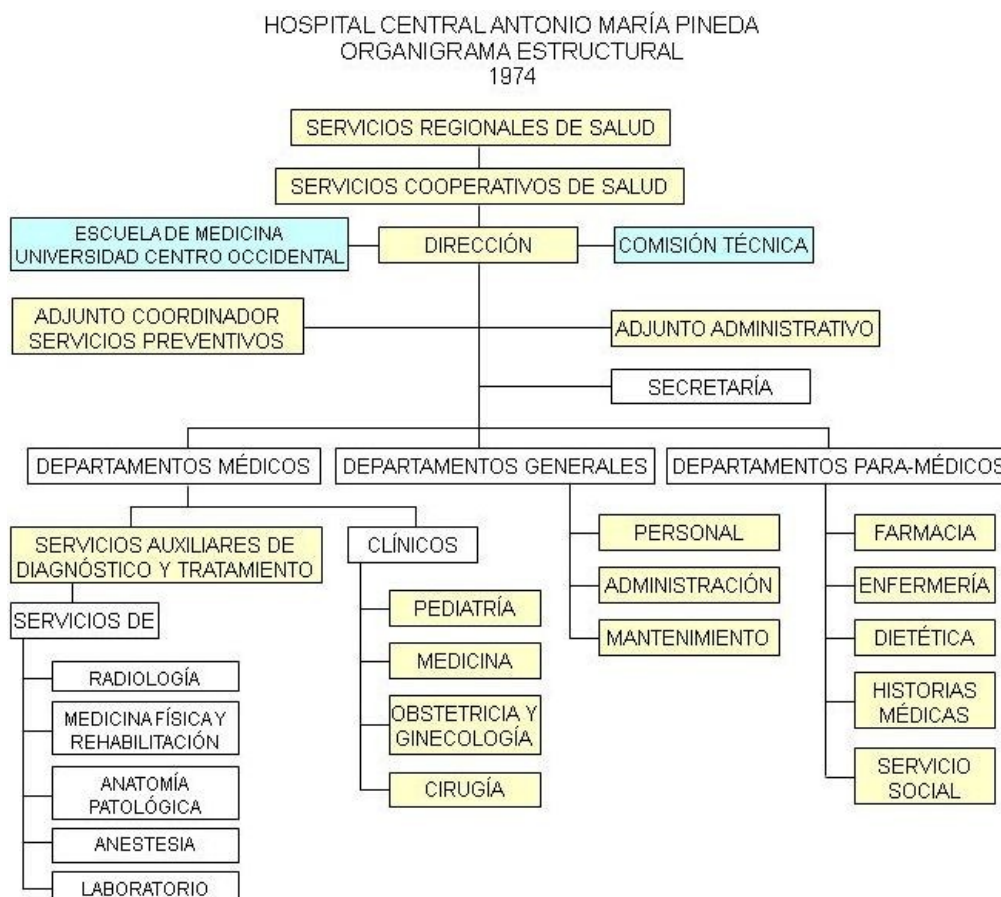 HOSPITAL CENTRAL ANTONIO MARÍA PINEDA
ORGANIGRAMA ESTRUCTURAL
1974
SERVICIOS REGIONALES DE SALUD
SERVICIOS COOPERATIVOS DE SALUD
ESCUELA DE MEDICINA
UNIVERSIDAD CENTRO OCCIDENTAL
DIRECCIÓN
COMISIÓN TÉCNICA
ADJUNTO COORDINADOR
SERVICIOS PREVENTIVOS
ADJUNTO ADMINISTRATIVO
SECRETARÍA
DEPARTAMENTOS MÉDICOS
DEPARTAMENTOS GENERALES
DEPARTAMENTOS PARA-MÉDICOS
SERVICIOS AUXILIARES DE
DIAGNÓSTICO Y TRATAMIENTO
SERVICIOS DE
RADIOLOGÍA
MEDICINA FÍSICA Y
REHABILITACIÓN
ANATOMÍA
PATOLÓGICA
ANESTESIA
LABORATORIO
CLÍNICOS
PEDIATRÍA
MEDICINA
OBSTETRICIA Y
GINECOLOGÍA
CIRUGÍA
PERSONAL
ADMINISTRACIÓN
MANTENIMIENTO
FARMACIA
ENFERMERÍA
DIETÉTICA
HISTORIAS
MÉDICAS
SERVICIO
SOCIAL